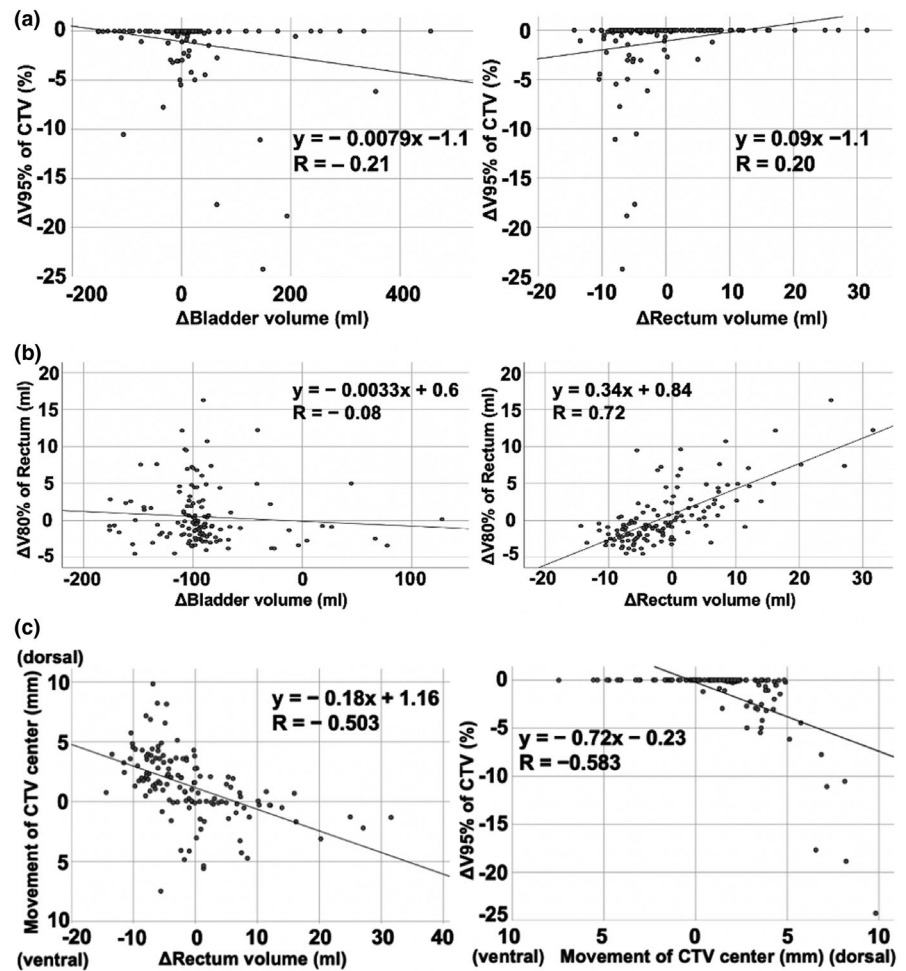 (a)
0
-5
-10
-15
-20
-25
ΔV95% of CTV (%)
y = – 0.0079x –1.1
R = – 0.21
-200 0 200 400
ΔBladder volume (ml)
0
-5
-10
-15
-20
-25
ΔV95% of CTV (%)
y = 0.09x -1.1
R = 0.20
-20 -10 0 10 20 30
ΔRectum volume (ml)
(b)
20
15
10
5
0
-5
ΔV80% of Rectum (ml)
y = – 0.0033x + 0.6
R = – 0.08
-200 -100 0 100
ΔBladder volume (ml)
20
15
10
5
0
-5
ΔV80% of Rectum (ml)
y = 0.34x + 0.84
R = 0.72
-20 -10 0 10 20 30
ΔRectum volume (ml)
(c)
(dorsal)
10
5
0
5
10
Movement of CTV center (mm)
y = – 0.18x + 1.16
R = – 0.503
-20 -10 0 10 20 30 40
(ventral)
ΔRectum volume (ml)
0
-5
-10
-15
-20
-25
ΔV95% of CTV (%)
y = – 0.72x – 0.23
R = –0.583
10 5 0 5 10
(ventral) Movement of CTV center (mm) (dorsal)